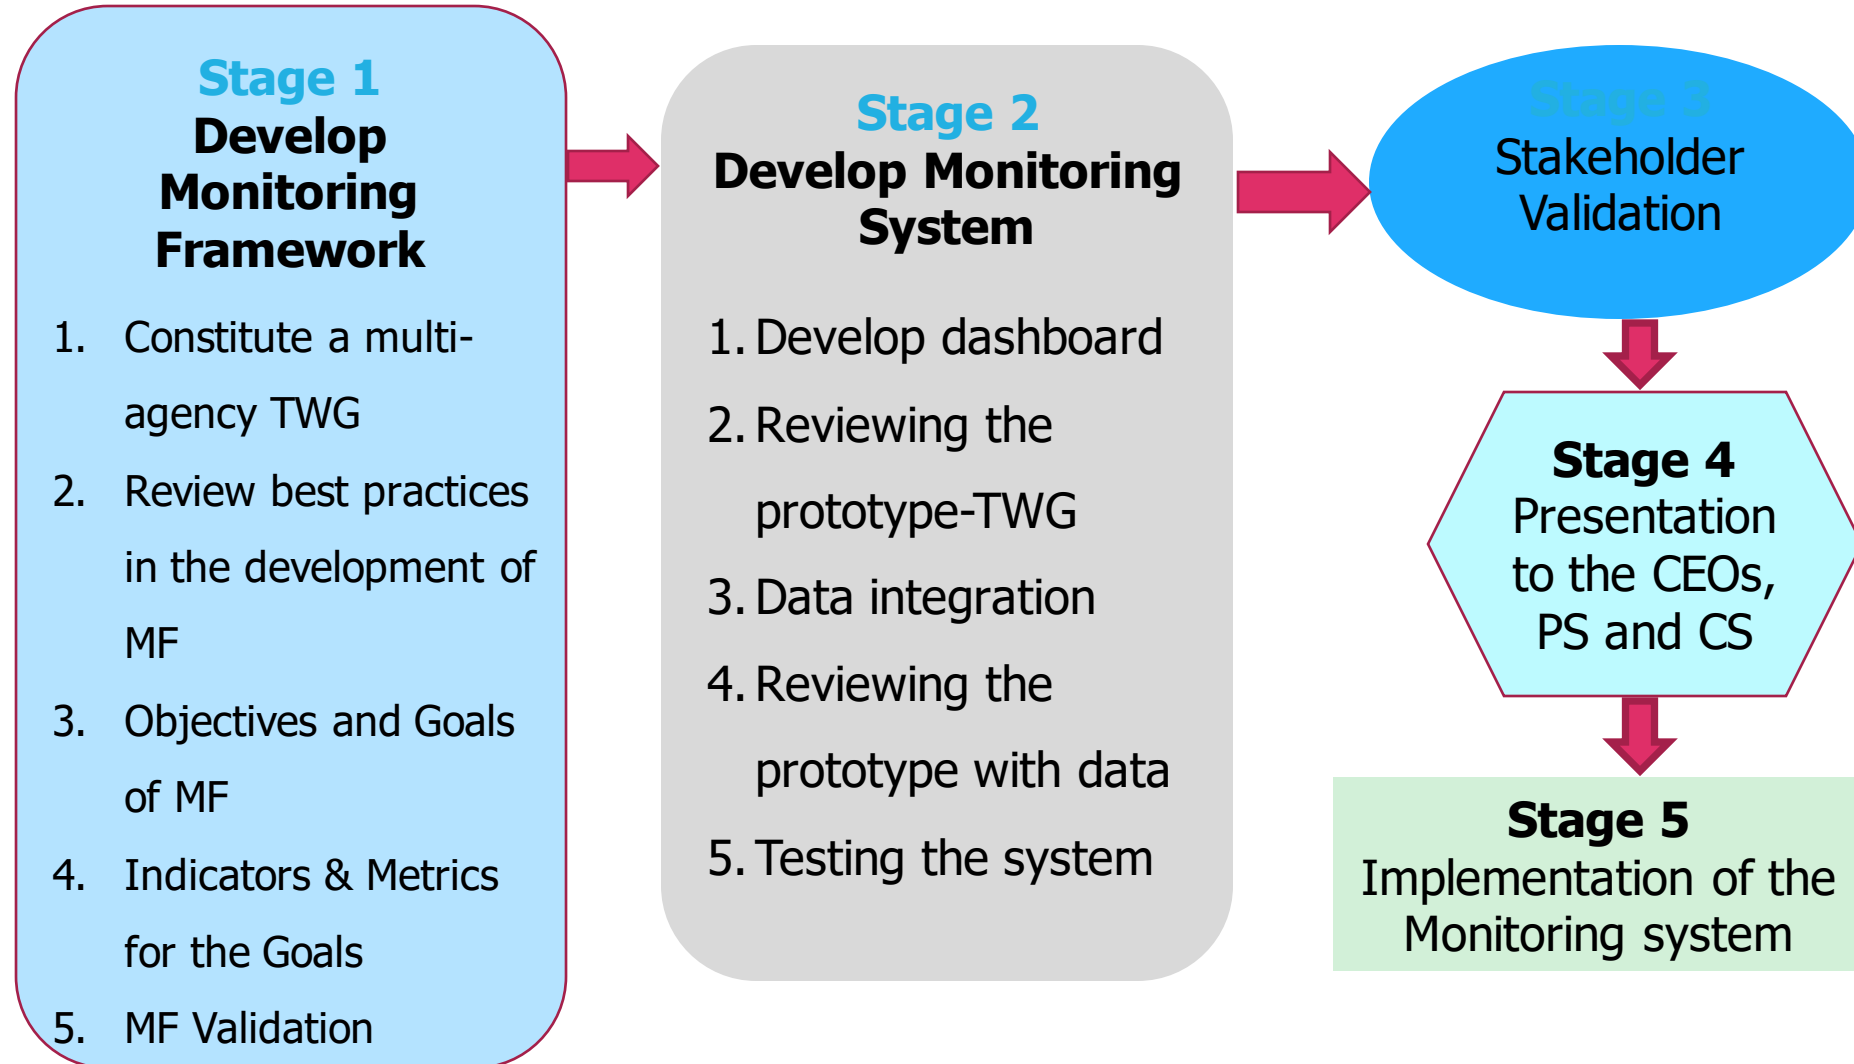 Stage 1
Develop
Monitoring
Framework
1. Constitute a multi-
agency TWG
2. Review best practices
in the development of
MF
3. Objectives and Goals
of MF
4. Indicators & Metrics
for the Goals
5. MF Validation
Stage 2
Develop Monitoring
System
1. Develop dashboard
2. Reviewing the
prototype-TWG
3. Data integration
4. Reviewing the
prototype with data
5. Testing the system
Stage 3
Stakeholder
Validation
Stage 4
Presentation
to the CEOs,
PS and CS
Stage 5
Implementation of the
Monitoring system